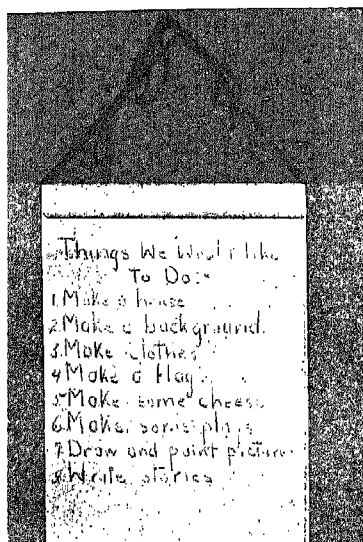 Things We Would like
To Do:-
1. Make a house
2. Make a background.
3. Make clothes
4 Make a flag
5. Make some cheese
6. Make some
7. Draw and paint pictures
8. Write stories